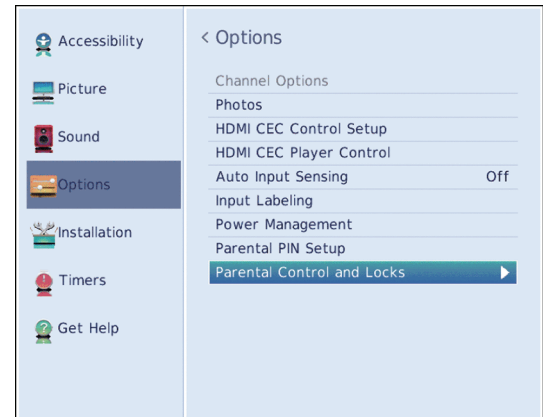 Accessibility
Picture
Sound
Options
Installation
Timers
Get Help
< Options
Channel Options
Photos
HDMI CEC Control Setup
HDMI CEC Player Control
Auto Input Sensing Off
Input Labeling
Power Management
Parental PIN Setup
Parental Control and Locks